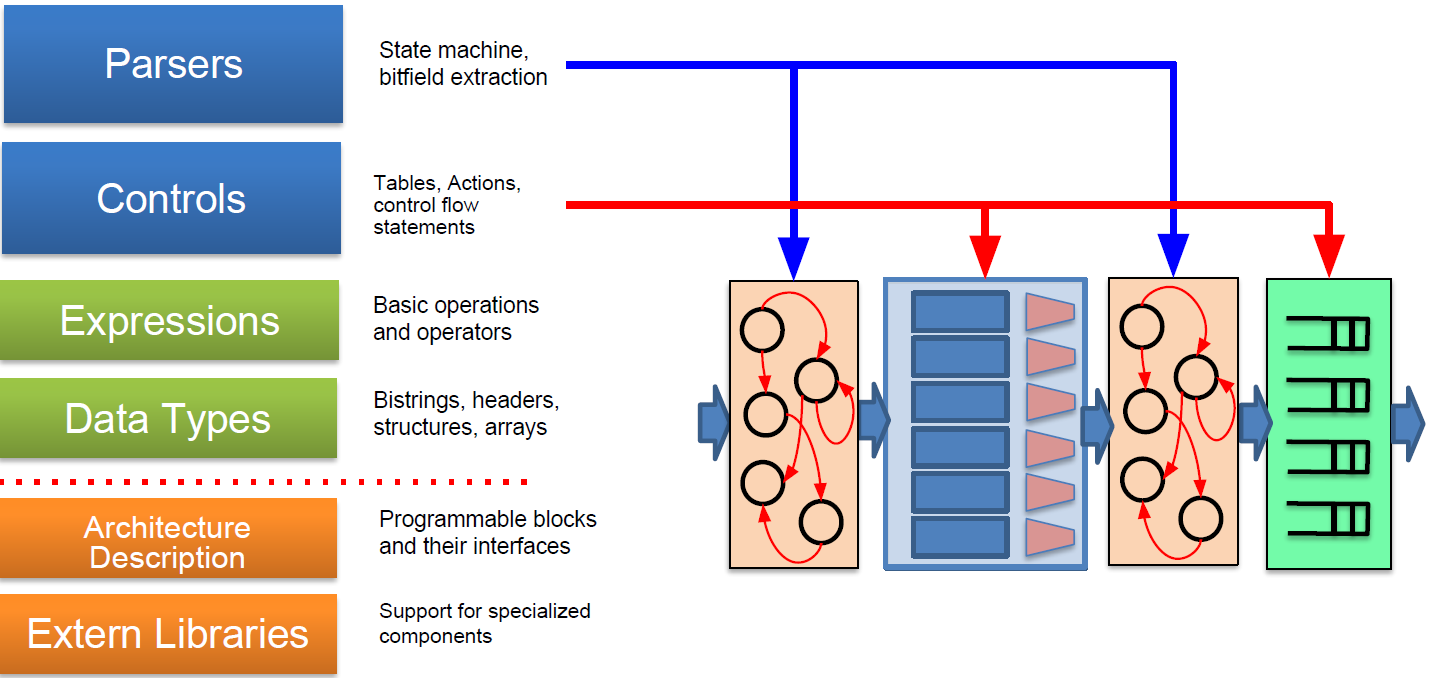 Parsers
State machine,
bitfield extraction
Controls
Tables, Actions,
control flow
statements
Expressions
Basic operations
and operators
Data Types
Bistrings, headers,
structures, arrays
Architecture
Description
Programmable blocks
and their interfaces
Extern Libraries
Support for specialized
components